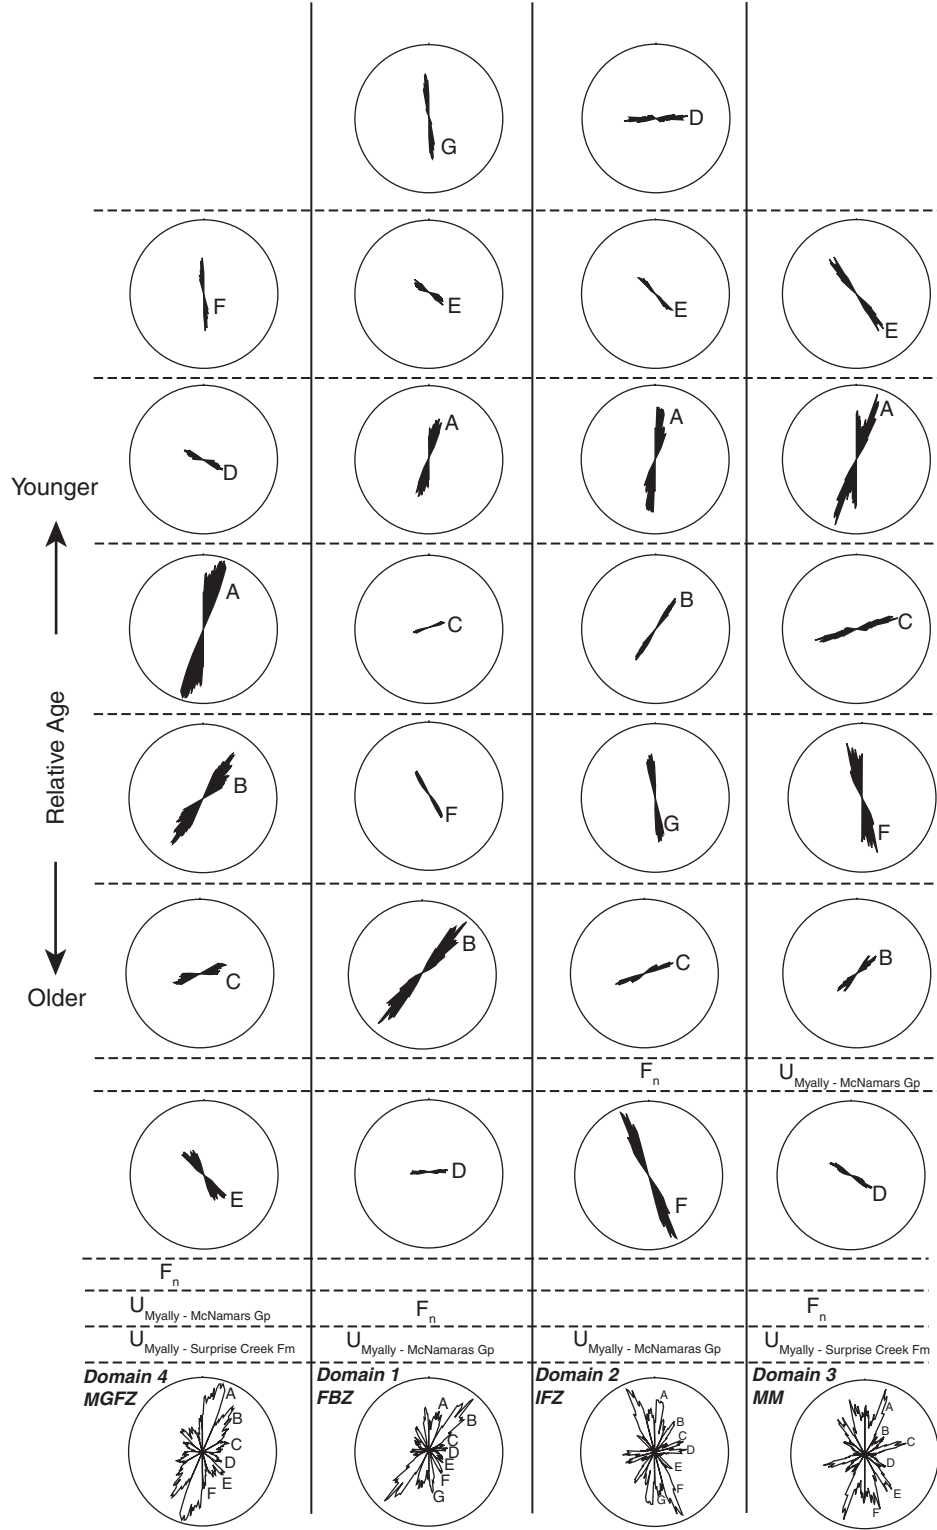 G D
F E E E
D A A A
Younger
A C B C
Relative Age
B F G F
C B C B
Older
Fn UMyally - McNamars Gp
E D F D
Fn
UMyally - McNamars Gp Fn Fn
UMyally - Surprise Creek Fm UMyally - McNamaras Gp UMyally - McNamaras Gp UMyally - Surprise Creek Fm
Domain 4 Domain 1 Domain 2 Domain 3
MGFZ FBZ IFZ MM
A B C D E F
A B C D E F G
A B C D E F G
A B C D E F